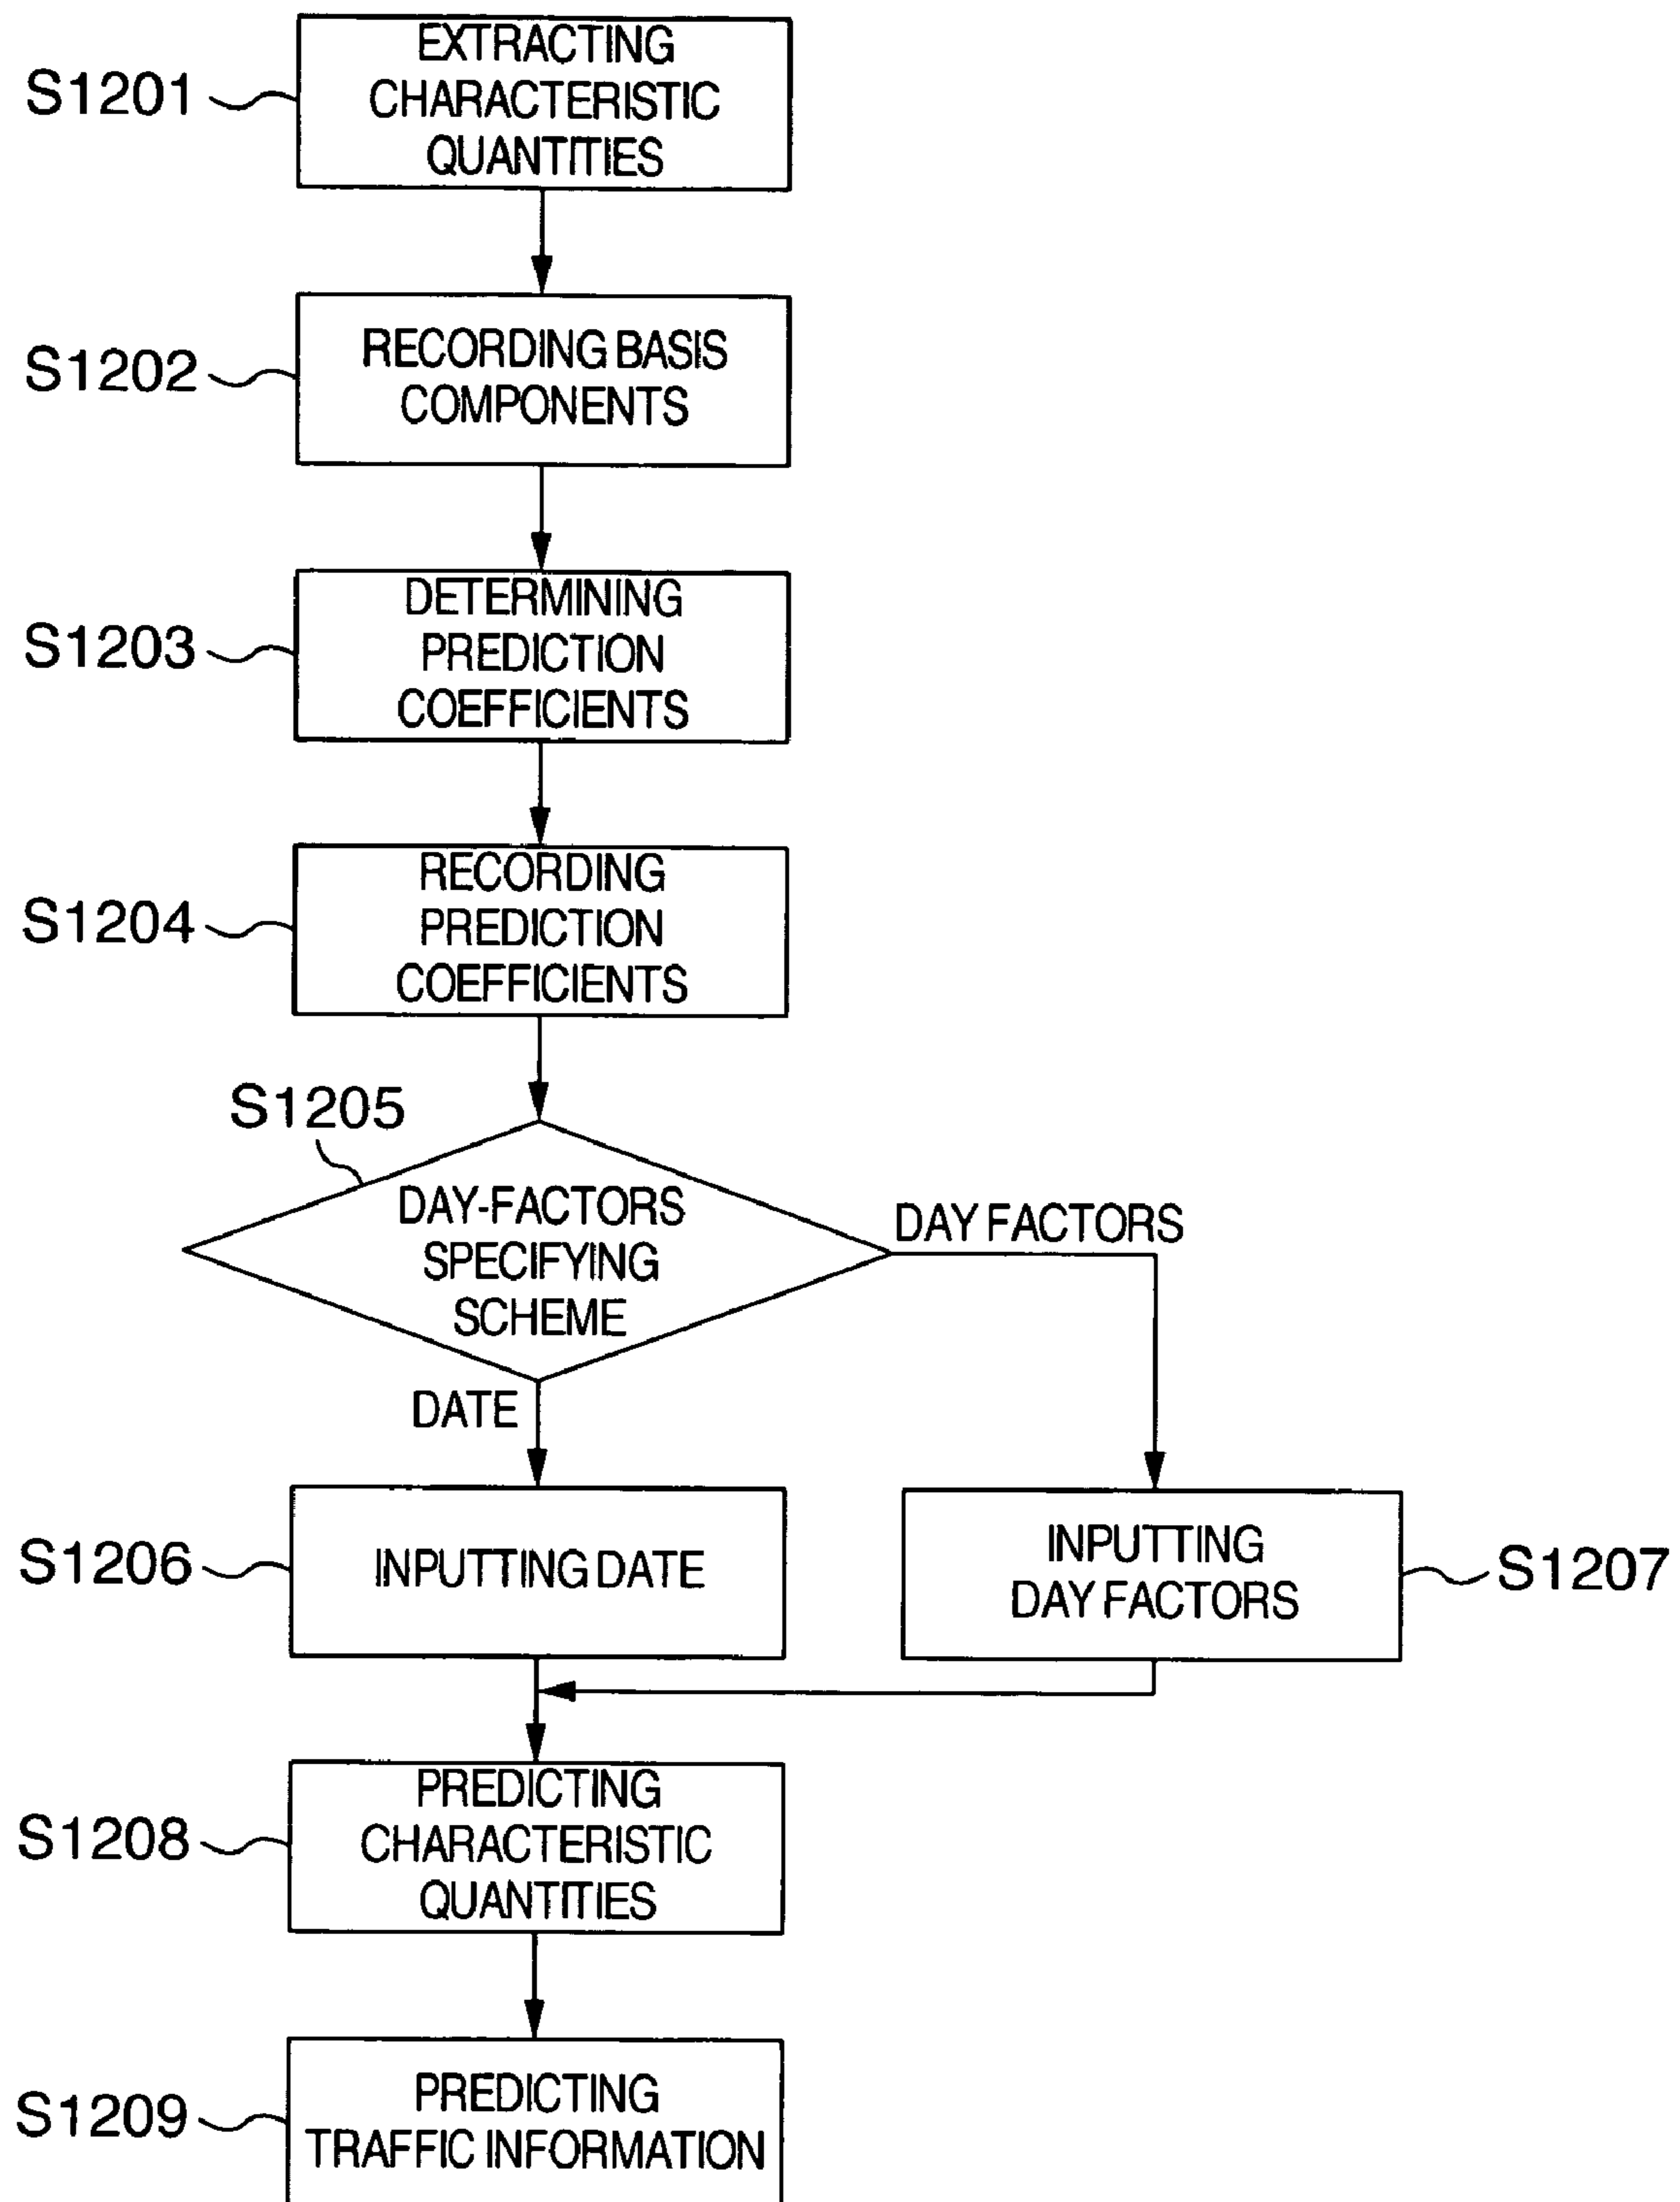 EXTRACTING
CHARACTERISTIC
QUANTITIES
S1201
RECORDING BASIS
COMPONENTS
S1202
DETERMINING
PREDICTION
COEFFICIENTS
S1203
RECORDING
PREDICTION
COEFFICIENTS
S1204
S1205
DAY-FACTORS
SPECIFYING
SCHEME
DAY FACTORS
DATE
S1206
INPUTTING DATE
INPUTTING
DAY FACTORS
S1207
PREDICTING
CHARACTERISTIC
QUANTITIES
S1208
PREDICTING
TRAFFIC INFORMATION
S1209